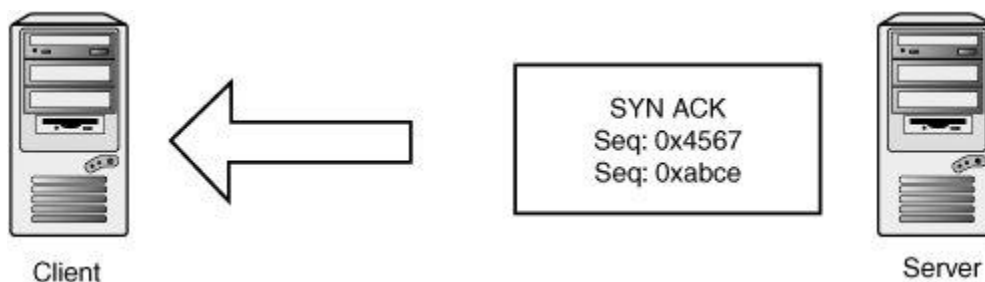 SYN ACK
Seq: 0x4567
Seq: 0xabce
Client
Server